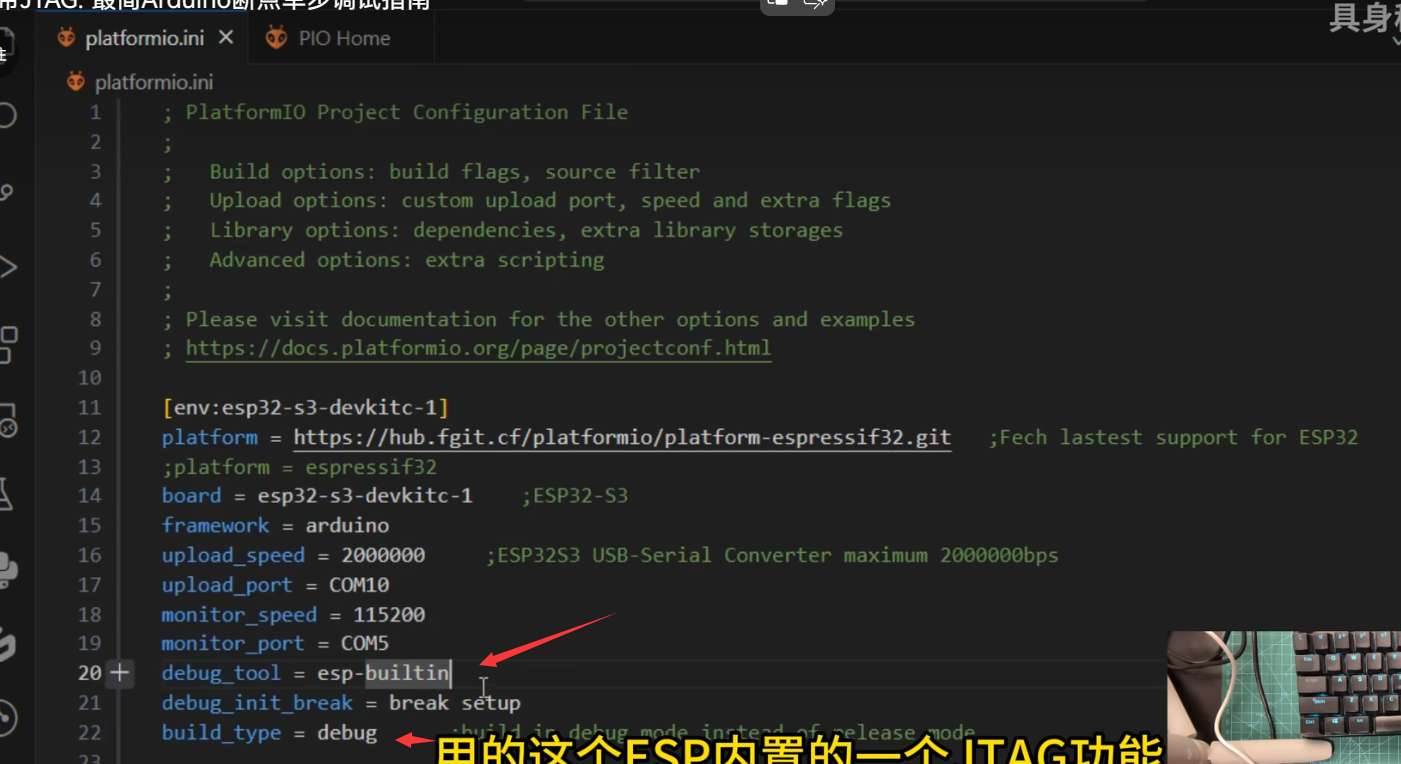 用JTAG: 最简Arduino断点单步调试指南
具身
platformio.ini
PIO Home
platformio.ini
1 ; PlatformIO Project Configuration File
2 ;
3 ;   Build options: build flags, source filter
4 ;   Upload options: custom upload port, speed and extra flags
5 ;   Library options: dependencies, extra library storages
6 ;   Advanced options: extra scripting
7 ;
8 ; Please visit documentation for the other options and examples
9 ; https://docs.platformio.org/page/projectconf.html
10
11 [env:esp32-s3-devkitc-1]
12 platform = https://hub.fgit.cf/platformio/platform-espressif32.git   ;Fech lastest support for ESP32
13 ;platform = espressif32
14 board = esp32-s3-devkitc-1    ;ESP32-S3
15 framework = arduino
16 upload_speed = 2000000     ;ESP32S3 USB-Serial Converter maximum 2000000bps
17 upload_port = COM10
18 monitor_speed = 115200
19 monitor_port = COM5
20 debug_tool = esp-builtin
21 debug_init_break = break setup
22 build_type = debug      ;build in debug mode instead of release mode
23
用的这个ESP内置的一个JTAG功能